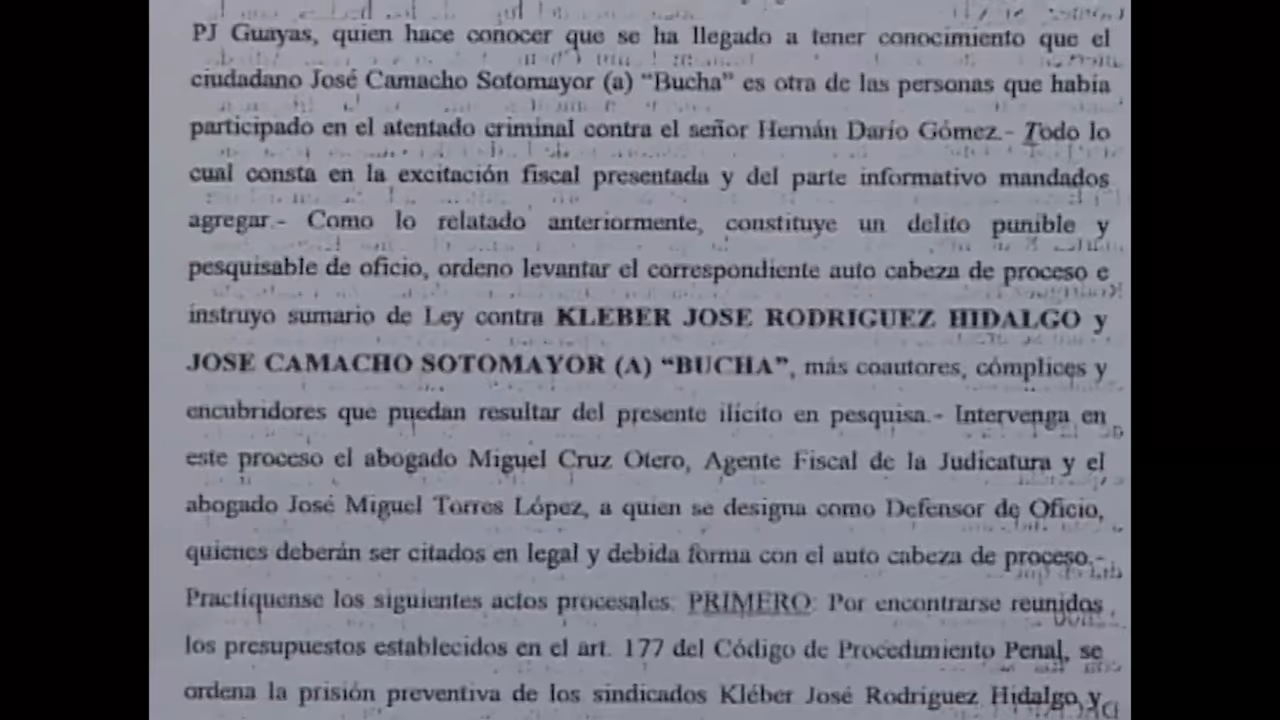 PJ Guayas, quien hace conocer que se ha llegado a tener conocimiento que el
ciudadano José Camacho Sotomayor (a) “Bucha” es otra de las personas que había
participado en el atentado criminal contra el señor Hernán Darío Gómez.- Todo lo
cual consta en la excitación fiscal presentada y del parte informativo mandados
agregar.- Como lo relatado anteriormente, constituye un delito punible y
pesquisable de oficio, ordeno levantar el correspondiente auto cabeza de proceso e
instruyo sumario de Ley contra KLEBER JOSE RODRIGUEZ HIDALGO y
JOSE CAMACHO SOTOMAYOR (A) “BUCHA”, más coautores, cómplices y
encubridores que puedan resultar del presente ilícito en pesquisa.- Intervenga en
este proceso el abogado Miguel Cruz Otero, Agente Fiscal de la Judicatura y el
abogado José Miguel Torres López, a quien se designa como Defensor de Oficio,
quienes deberán ser citados en legal y debida forma con el auto cabeza de proceso.-
Practíquense los siguientes actos procesales: PRIMERO: Por encontrarse reunidos
los presupuestos establecidos en el art. 177 del Código de Procedimiento Penal, se
ordena la prisión preventiva de los sindicados Kléber José Rodríguez Hidalgo y